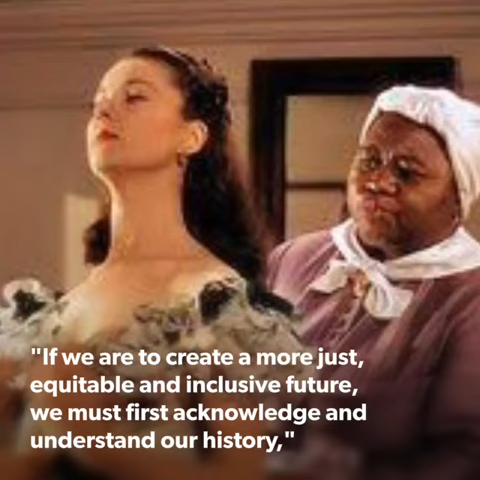 "If we are to create a more just,
equitable and inclusive future,
we must first acknowledge and
understand our history,"